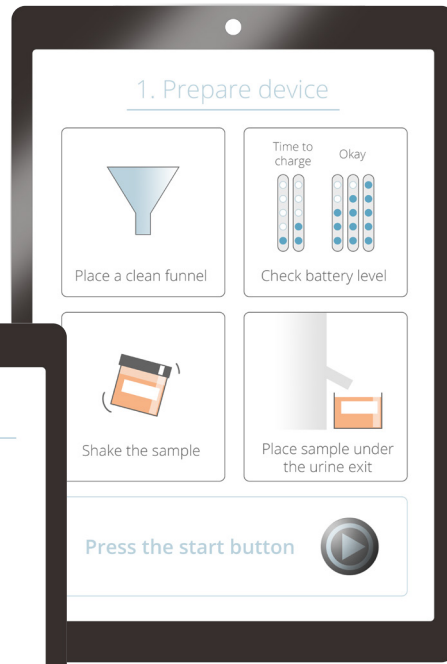 1. Prepare device
Time to
charge
Okay
Place a clean funnel
Check battery level
Shake the sample
Place sample under
the urine exit
Press the start button